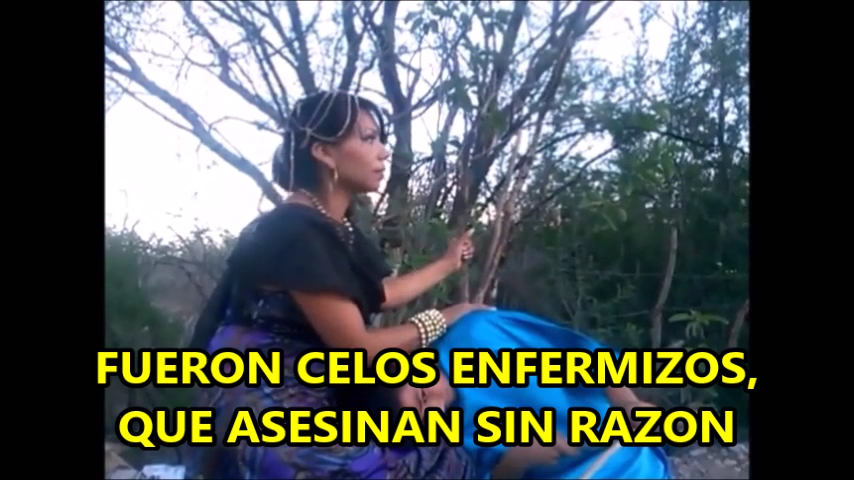 FUERON CELOS ENFERMIZOS,
QUE ASESINAN SIN RAZON